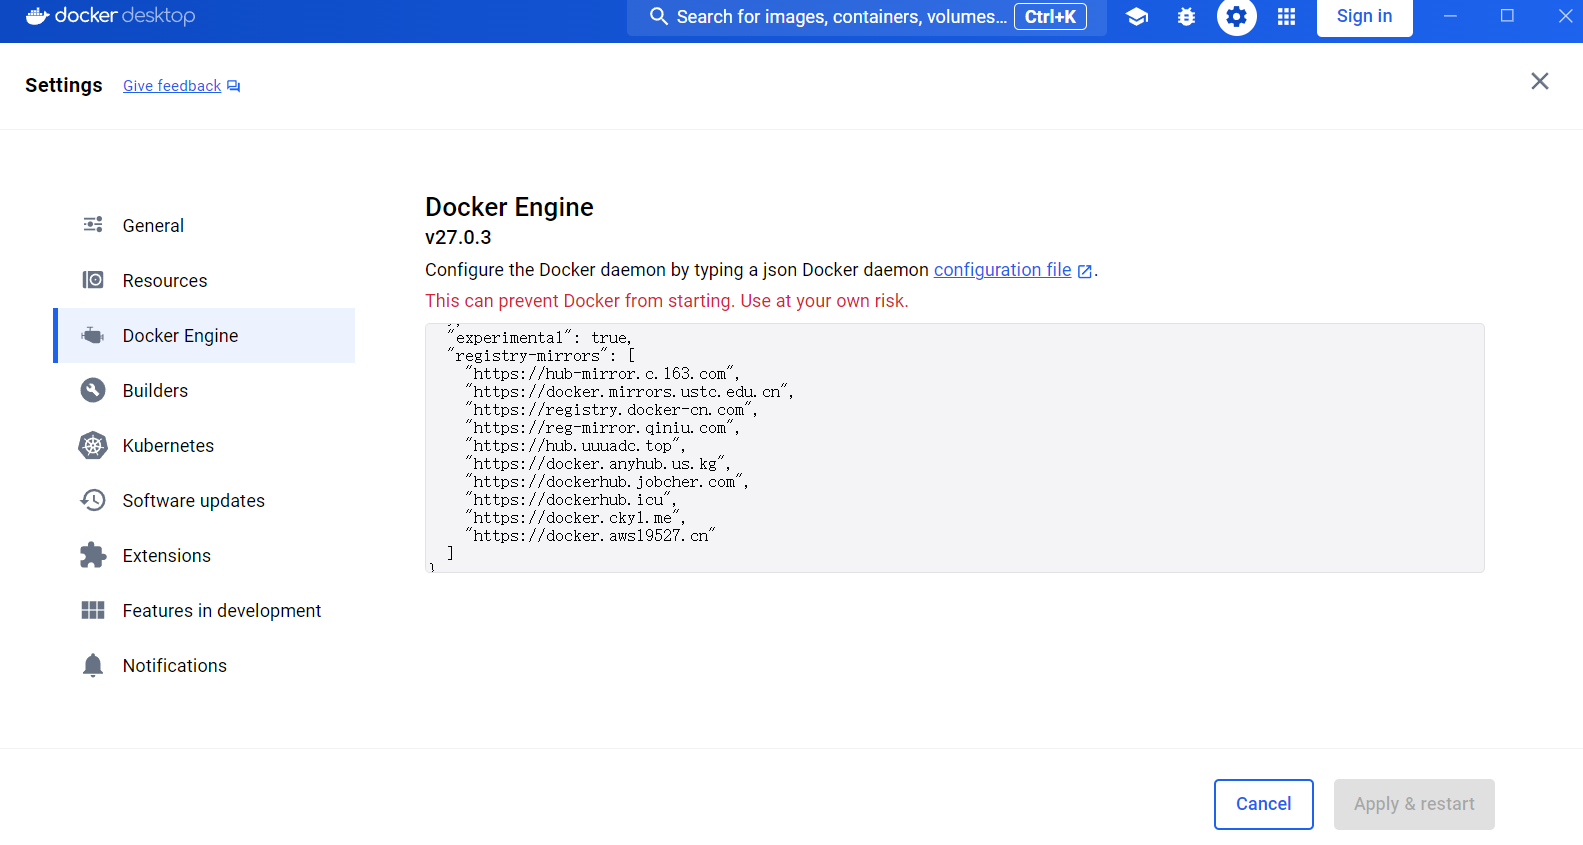 docker desktop
Search for images, containers, volumes... Ctrl+K
Sign in
Settings
Give feedback
General
Resources
Docker Engine
Builders
Kubernetes
Software updates
Extensions
Features in development
Notifications
Docker Engine
v27.0.3
Configure the Docker daemon by typing a json Docker daemon configuration file .
This can prevent Docker from starting. Use at your own risk.
},
"experimental": true,
"registry-mirrors": [
"https://hub-mirror.c.163.com",
"https://docker.mirrors.ustc.edu.cn",
"https://registry.docker-cn.com",
"https://reg-mirror.qiniu.com",
"https://hub.uuuadc.top",
"https://docker.anyhub.us.kg",
"https://dockerhub.jobcher.com",
"https://dockerhub.icu",
"https://docker.ckyl.me",
"https://docker.aws19527.cn"
]
}
Cancel
Apply & restart